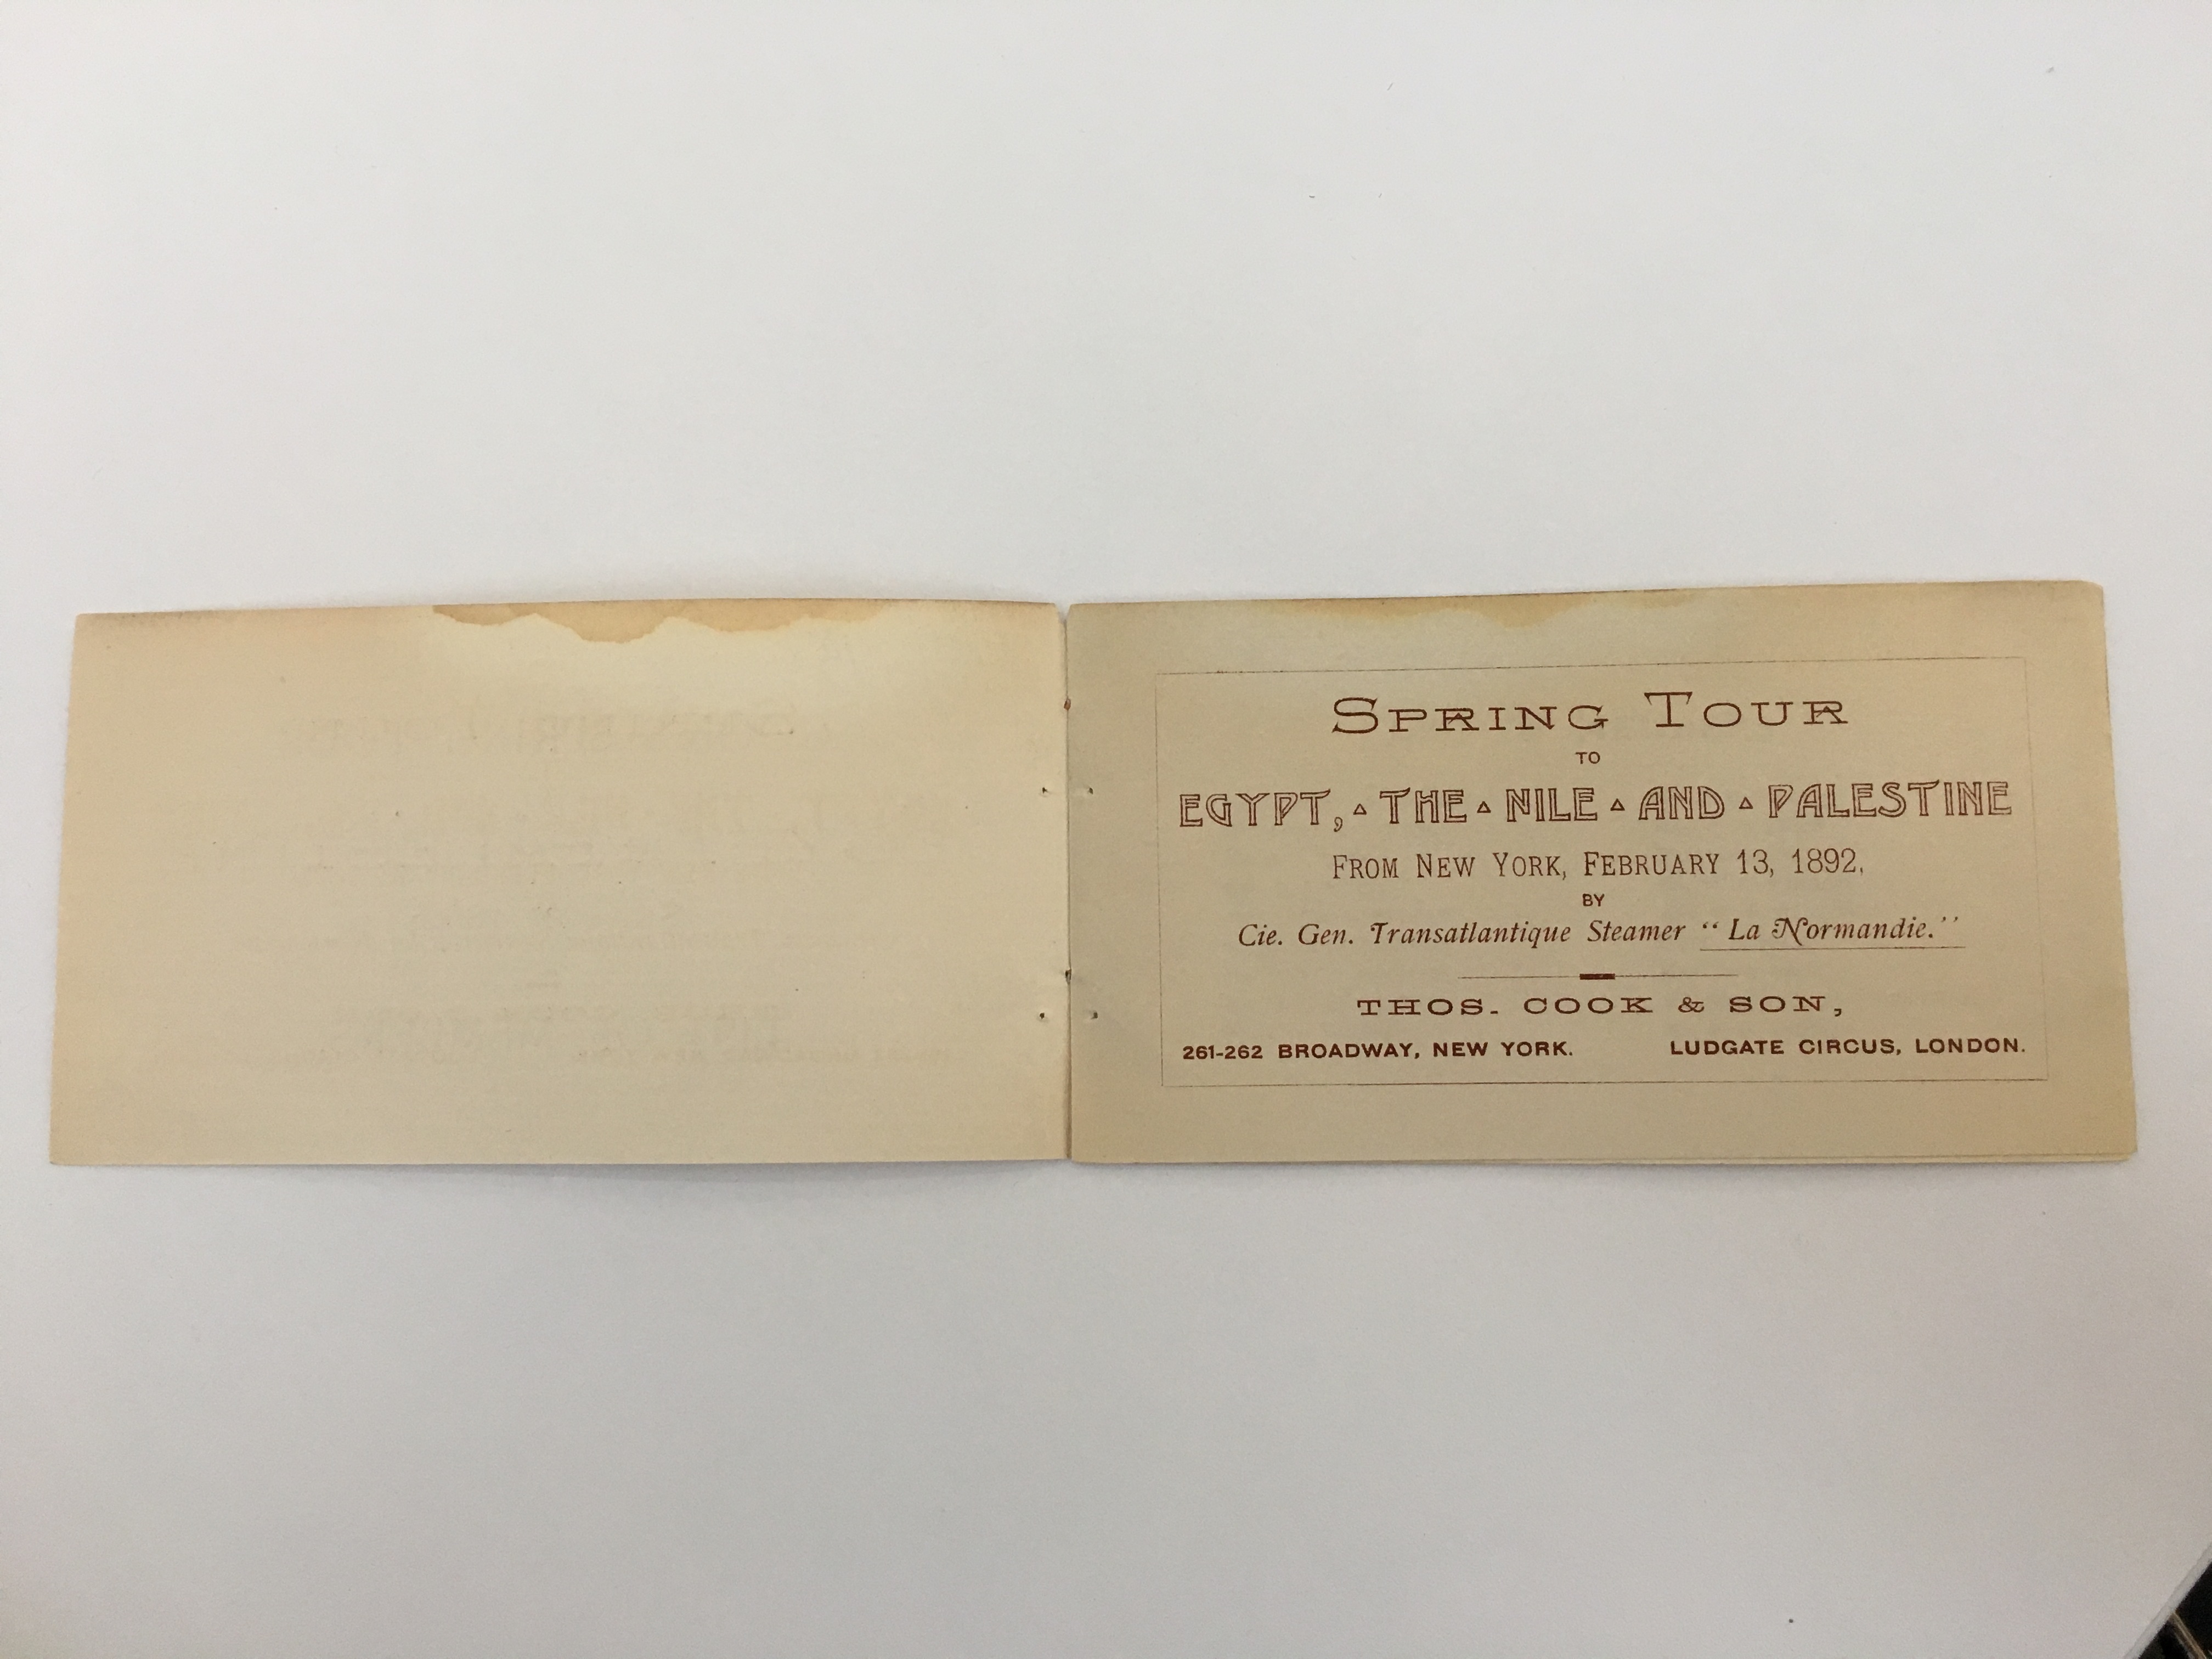 SPRING TOUR
TO
EGYPT, ▵ THE ▵ NILE ▵ AND ▵ PALESTINE
FROM NEW YORK, FEBRUARY 13, 1892.
BY
Cie. Gen. Transatlantique Steamer “ La Normandie.”
THOS. COOK & SON,
261-262 BROADWAY, NEW YORK. LUDGATE CIRCUS, LONDON.